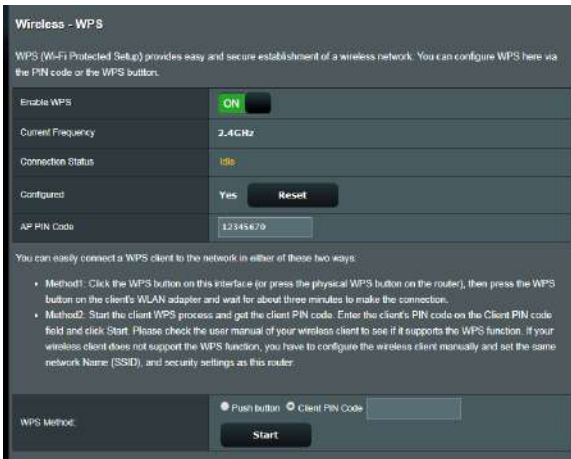 Wireless - WPS
WPS (Wi-Fi Protected Setup) provides easy and secure establishment of a wireless network. You can configure WPS here via
the PIN code or the WPS buttton.
Enable WPS
ON
Current Frequency
2.4GHz
Connection Status
Idle
Configured
Yes
Reset
AP PIN Code
12345670
You can easily connect a WPS client to the network in either of these two ways:
• Method1: Click the WPS button on this interface (or press the physical WPS button on the router), then press the WPS
button on the client's WLAN adapter and wait for about three minutes to make the connection.
• Method2: Start the client WPS process and get the client PIN code. Enter the client's PIN code on the Client PIN code
field and click Start. Please check the user manual of your wireless client to see if it supports the WPS function. If your
wireless client does not support the WPS function, you have to configure the wireless client manually and set the same
network Name (SSID), and security settings as this router.
WPS Method:
Push button
Client PIN Code
Start